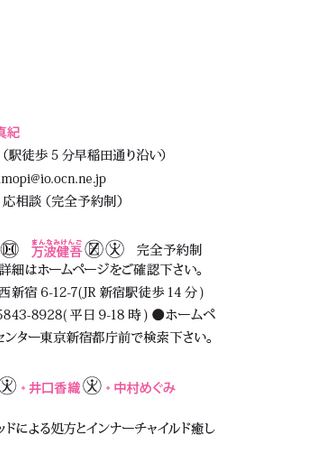 真紀
（駅徒歩 5 分早稲田通り沿い）
mopi@io.ocn.ne.jp
応相談（完全予約制）
まんなみけんご
万波健吾 完全予約制
詳細はホームページをご確認下さい。
西新宿 6-12-7(JR 新宿駅徒歩 14 分 )
5843-8928( 平日 9-18 時 ) ●ホームペ
センター東京新宿都庁前で検索下さい。
・井口香織 ・中村めぐみ
ッドによる処方とインナーチャイルド癒し